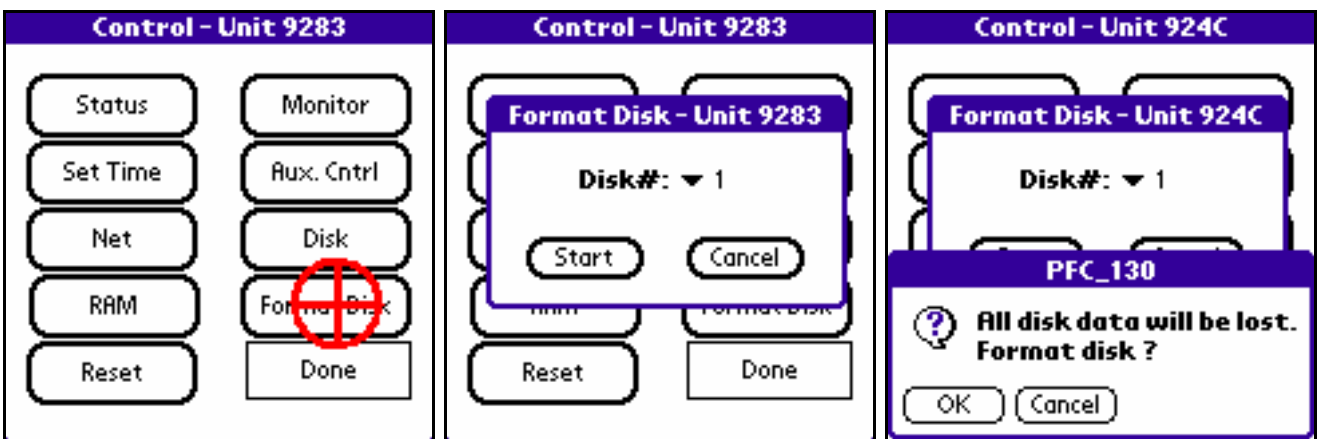 Control - Unit 9283
Status
Monitor
Set Time
Aux. Cntrl
Net
Disk
RAM
Format Disk
Reset
Done
Control - Unit 9283
Format Disk - Unit 9283
Disk#: 1
Start
Cancel
Reset
Done
Control - Unit 924C
Format Disk - Unit 924C
Disk#: 1
PFC_130
All disk data will be lost.
Format disk ?
OK
Cancel